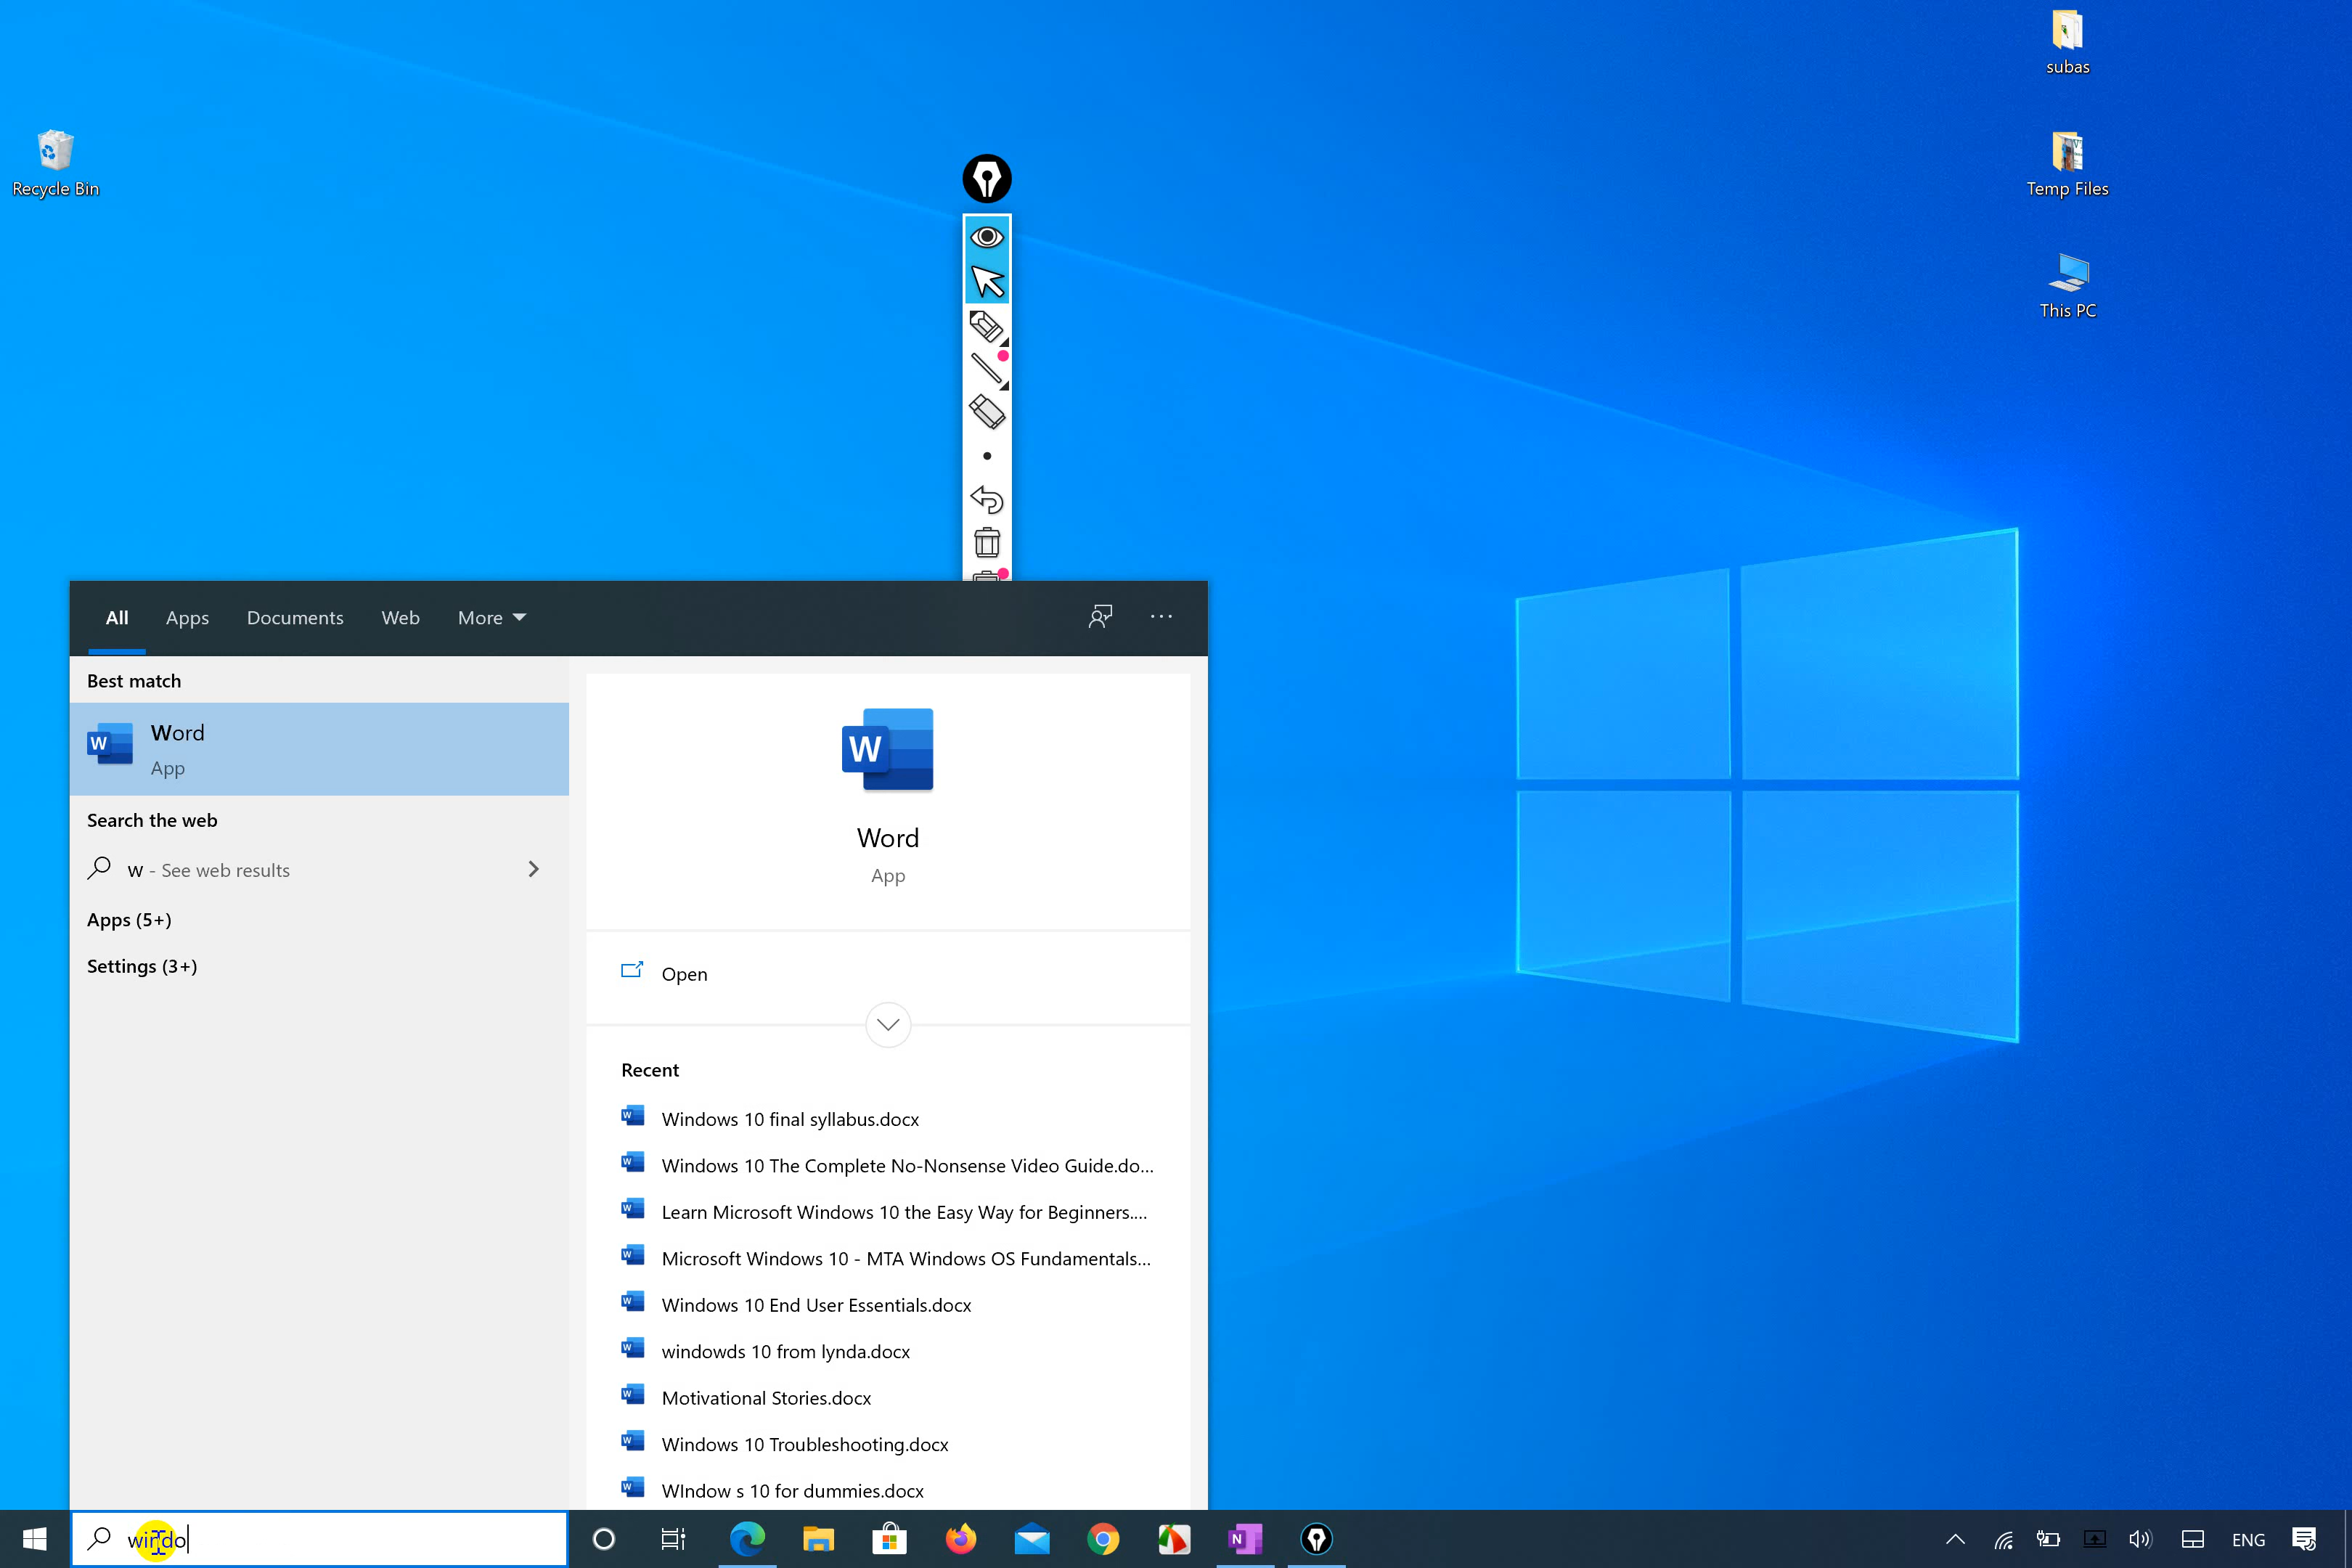 subas
Recycle Bin
Temp Files
This PC
All Apps Documents Web More
Best match
Word
App
Search the web
w - See web results
Apps (5+)
Settings (3+)
Word
App
Open
Recent
Windows 10 final syllabus.docx
Windows 10 The Complete No-Nonsense Video Guide.do...
Learn Microsoft Windows 10 the Easy Way for Beginners....
Microsoft Windows 10 - MTA Windows OS Fundamentals...
Windows 10 End User Essentials.docx
windowds 10 from lynda.docx
Motivational Stories.docx
Windows 10 Troubleshooting.docx
WIndow s 10 for dummies.docx
windo
ENG